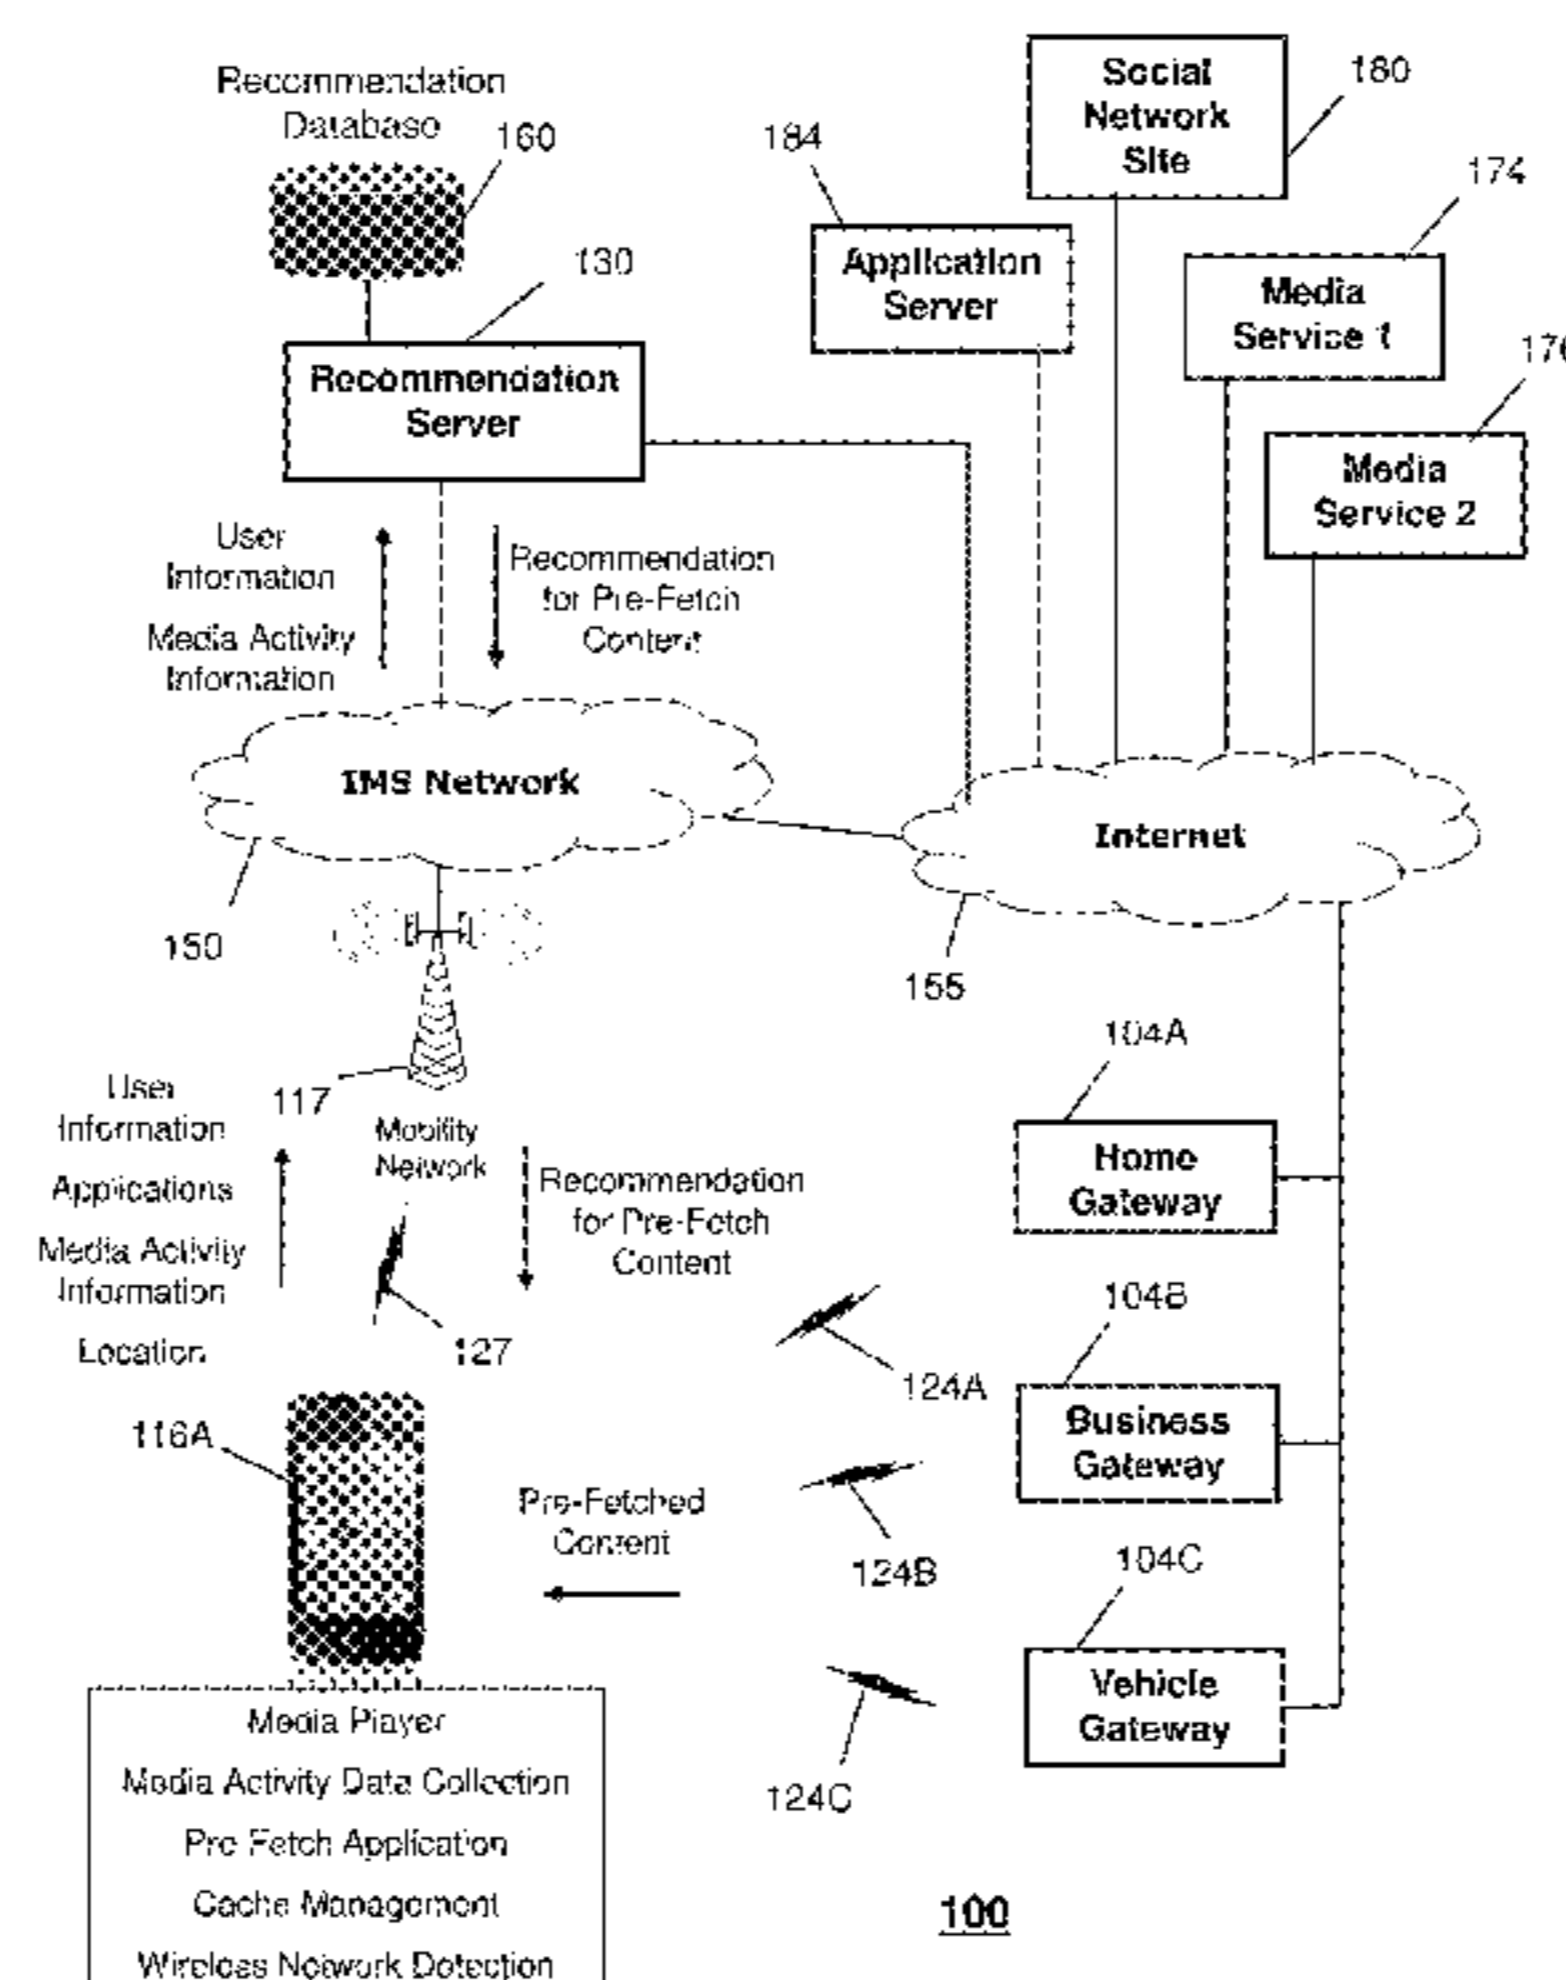 Recommendation
Database
160
130
Recommendation
Server
184
Application
Server
Social
Network
Site
180
174
Media
Service 1
Media
Service 2
User
Information
Media Activity
Information
Recommendation
for Pre-Fetch
Content
IMS Network
150
Internet
155
117
Mobility
Network
User
Information
Applications
Media Activity
Information
Location
Recommendation
for Pre-Fetch
Content
127
116A
Pre-Fetched
Content
124A
124B
124C
104A
Home
Gateway
104B
Business
Gateway
104C
Vehicle
Gateway
Media Player
Media Activity Data Collection
Pre Fetch Application
Cache Management
Wireless Network Detection
100